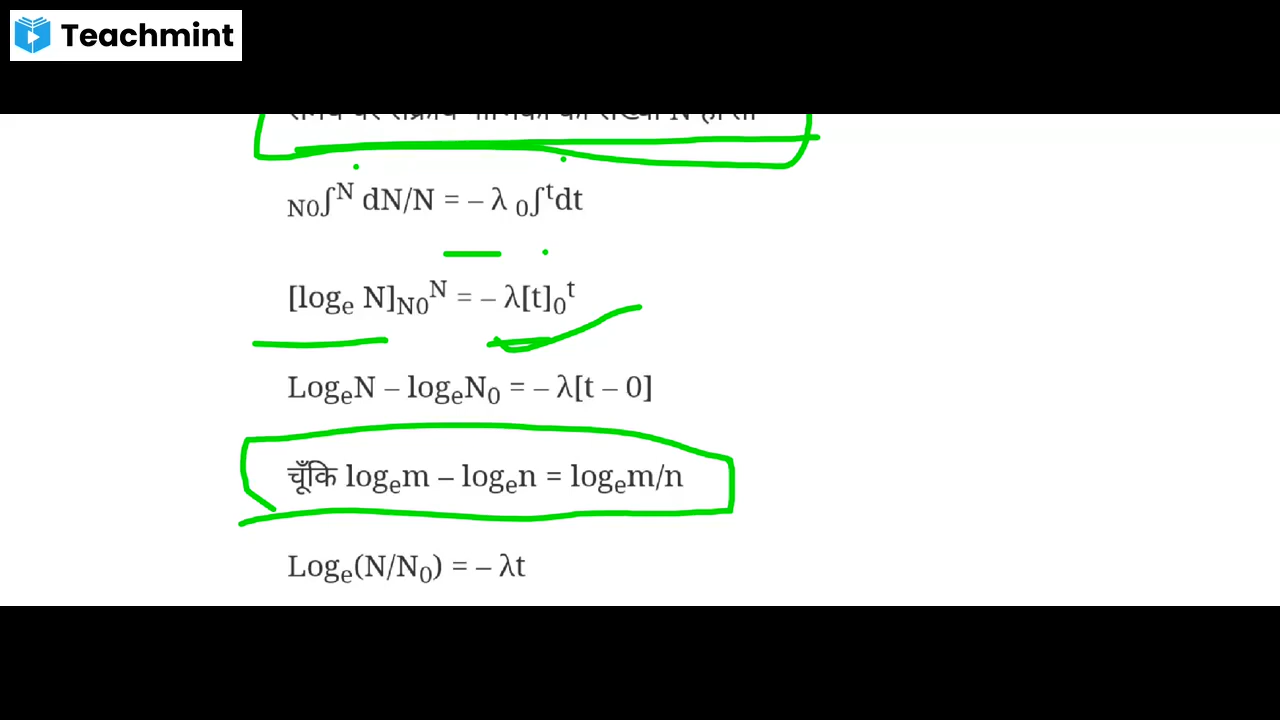 Teachmint
N0∫ᴺ dN/N = – λ ₀∫ᵗdt
[logₑ N]N0ᴺ = – λ[t]₀ᵗ
LogₑN – logₑN₀ = – λ[t – 0]
चूँकि logₑm – logₑn = logₑm/n
Logₑ(N/N₀) = – λt